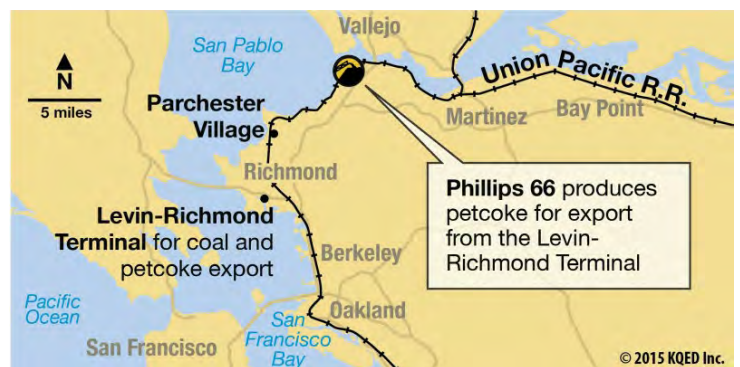 Vallejo
San Pablo
Bay
N
5 miles
Union Pacific R.R.
Parchester
Village
Martinez
Bay Point
Richmond
Phillips 66 produces
petcoke for export
from the Levin-
Richmond Terminal
Levin-Richmond
Terminal for coal and
petcoke export
Berkeley
Pacific
Ocean
Oakland
San
Francisco
Bay
San Francisco
© 2015 KQED Inc.